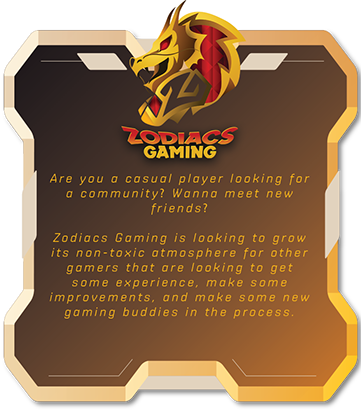 ZODIACS
GAMING
Are you a casual player looking for
a community? Wanna meet new
friends?
Zodiacs Gaming is looking to grow
its non-toxic atmosphere for other
gamers that are looking to get
some experience, make some
improvements, and make some new
gaming buddies in the process.